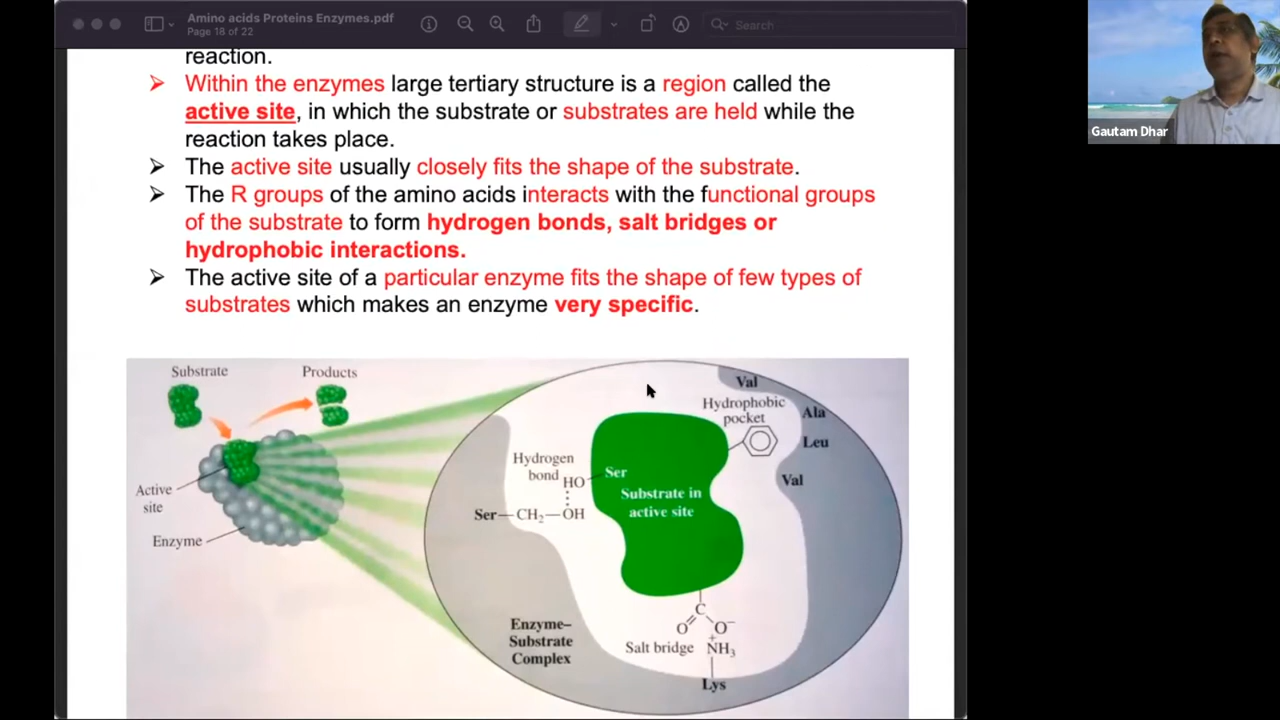 Amino acids Proteins Enzymes.pdf
Page 18 of 22
Search
Gautam Dhar
reaction.
➢ Within the enzymes large tertiary structure is a region called the
active site, in which the substrate or substrates are held while the
reaction takes place.
➢ The active site usually closely fits the shape of the substrate.
➢ The R groups of the amino acids interacts with the functional groups
of the substrate to form hydrogen bonds, salt bridges or
hydrophobic interactions.
➢ The active site of a particular enzyme fits the shape of few types of
substrates which makes an enzyme very specific.
Substrate
Products
Active
site
Enzyme
Val
Hydrophobic
pocket
Ala
Leu
Val
Hydrogen
bond
HO
Ser
Ser—CH₂—OH
Substrate in
active site
C
O
O⁻
Salt bridge
+
NH₃
Lys
Enzyme–
Substrate
Complex